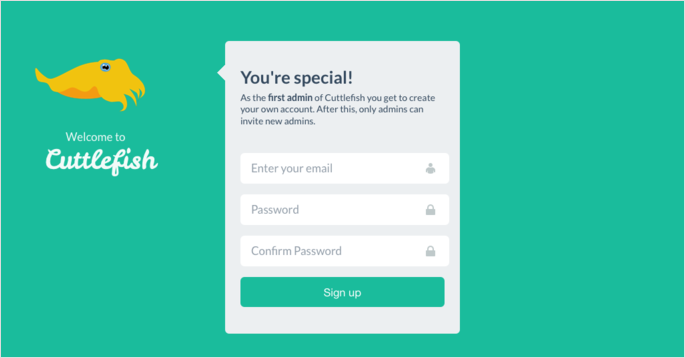 Welcome to
Cuttlefish
You're special!
As the first admin of Cuttlefish you get to create
your own account. After this, only admins can
invite new admins.
Enter your email
Password
Confirm Password
Sign up